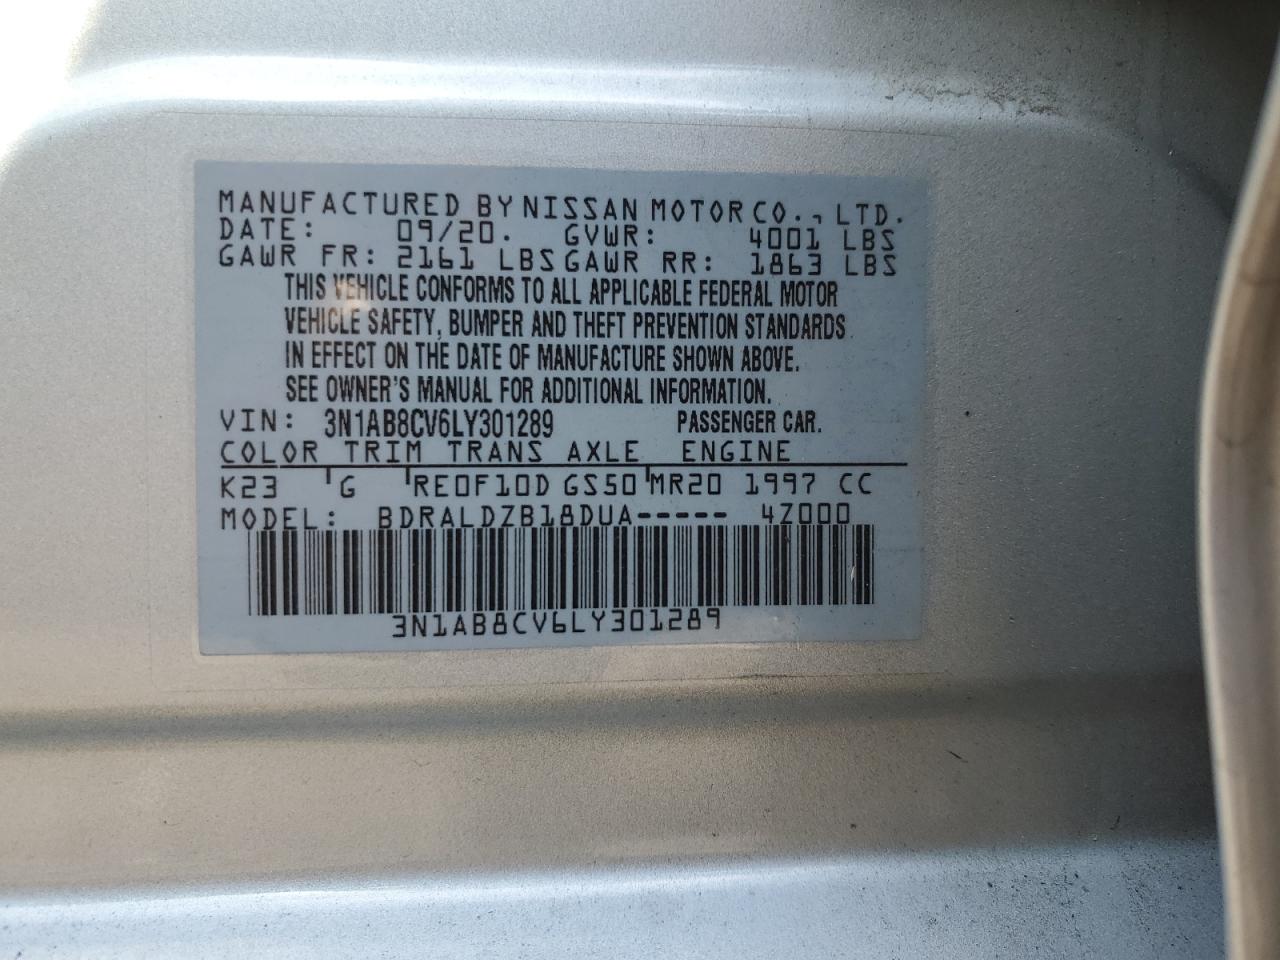 MANUFACTURED BY NISSAN MOTOR CO., LTD.
DATE: 09/20. GVWR: 4001 LBS
GAWR FR: 2161 LBS GAWR RR: 1863 LBS
THIS VEHICLE CONFORMS TO ALL APPLICABLE FEDERAL MOTOR
VEHICLE SAFETY, BUMPER AND THEFT PREVENTION STANDARDS
IN EFFECT ON THE DATE OF MANUFACTURE SHOWN ABOVE.
SEE OWNER'S MANUAL FOR ADDITIONAL INFORMATION.
VIN: 3N1AB8CV6LY301289 PASSENGER CAR.
COLOR TRIM TRANS AXLE ENGINE
K23 G RE0F10D GS50 MR20 1997 CC
MODEL: BDRALDZB18DUA----- 4Z000
3N1AB8CV6LY301289